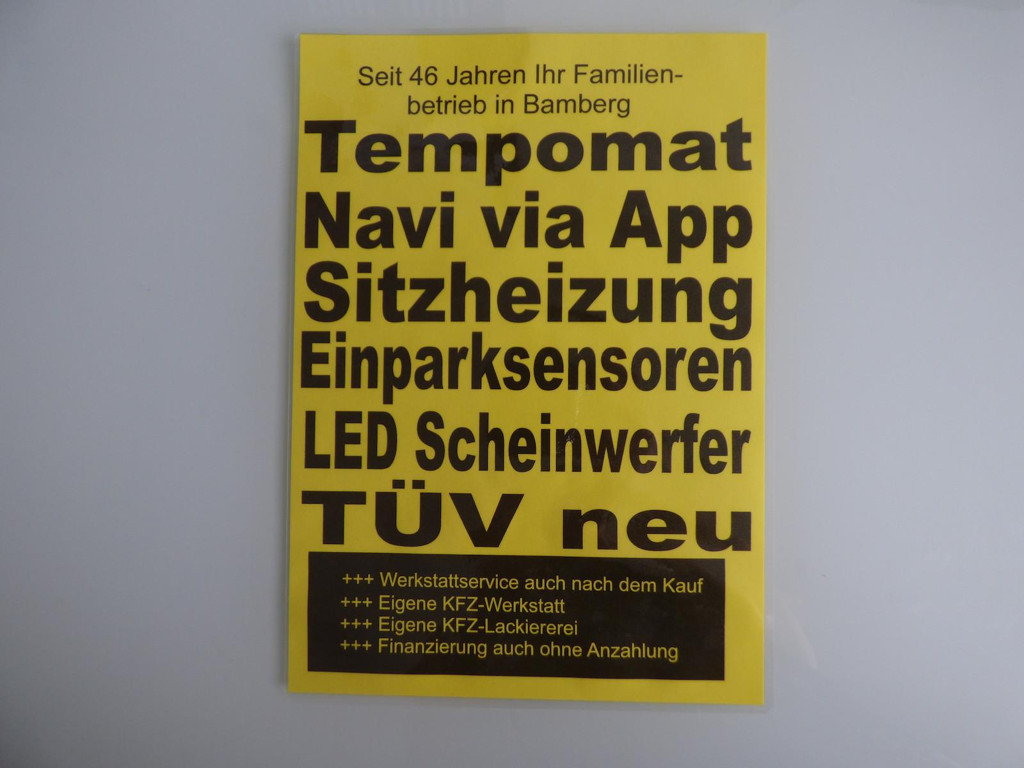 Seit 46 Jahren Ihr Familien-
betrieb in Bamberg
Tempomat
Navi via App
Sitzheizung
Einparksensoren
LED Scheinwerfer
TÜV neu
+++ Werkstattservice auch nach dem Kauf
+++ Eigene KFZ-Werkstatt
+++ Eigene KFZ-Lackiererei
+++ Finanzierung auch ohne Anzahlung